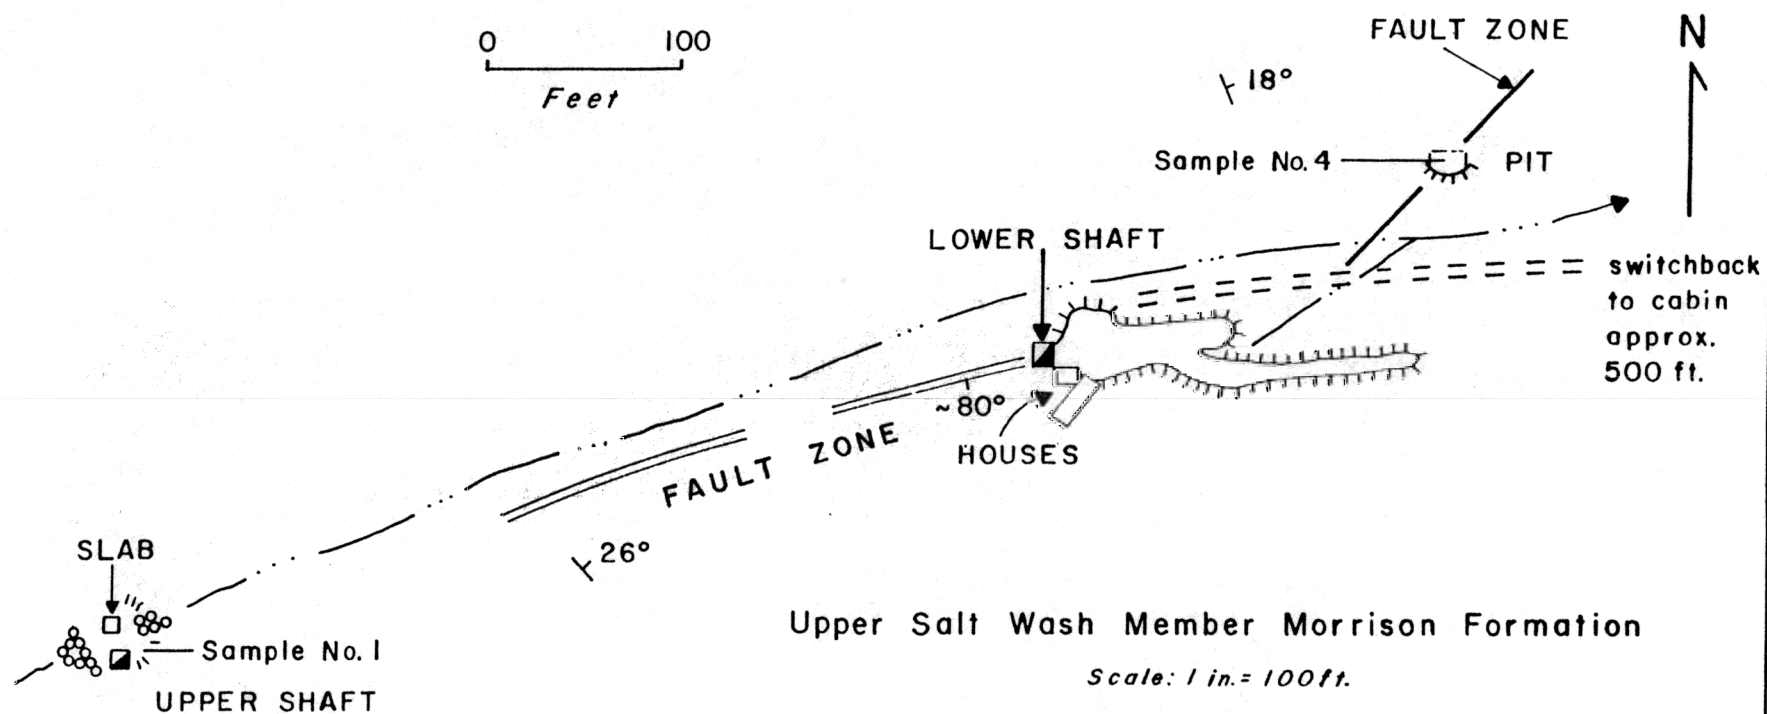 0 100
Feet
FAULT ZONE
N
18°
Sample No. 4
PIT
LOWER SHAFT
switchback
to cabin
approx.
500 ft.
~80°
HOUSES
FAULT ZONE
26°
SLAB
Sample No. 1
UPPER SHAFT
Upper Salt Wash Member Morrison Formation
Scale: 1 in. = 100 ft.